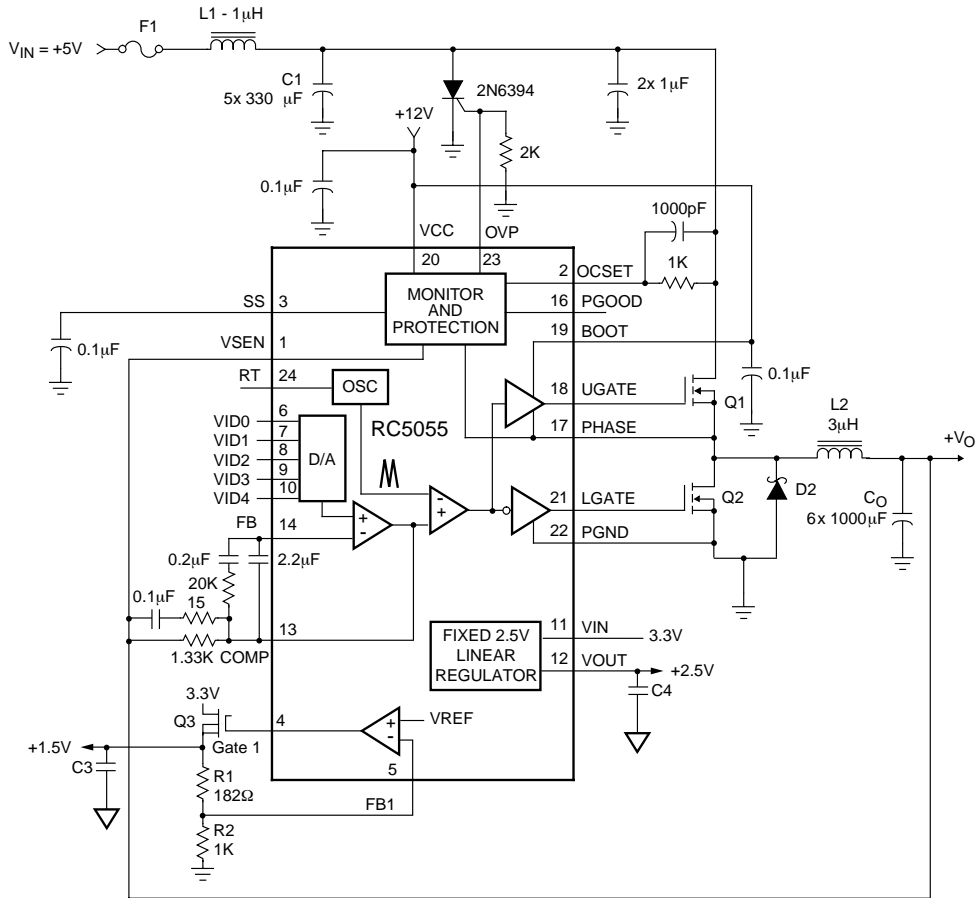 L1 - 1µH
F1
V_IN = +5V
C1
5x 330 µF
2N6394
2x 1µF
+12V
2K
0.1µF
1000pF
VCC
OVP
20
23
2
OCSET
1K
MONITOR
AND
PROTECTION
SS
3
16
PGOOD
19
BOOT
0.1µF
VSEN
1
0.1µF
RT
24
OSC
18
UGATE
Q1
L2
3µH
VID0
6
RC5055
17
PHASE
+V_O
VID1
7
VID2
8
D/A
VID3
9
VID4
10
21
LGATE
Q2
D2
C_O
6x 1000µF
FB
14
+
-
-
+
22
PGND
0.2µF
2.2µF
20K
0.1µF
15
13
1.33K
COMP
FIXED 2.5V
LINEAR
REGULATOR
11
VIN
3.3V
12
VOUT
+2.5V
C4
3.3V
Q3
4
+
-
VREF
+1.5V
Gate 1
C3
5
R1
182Ω
FB1
R2
1K